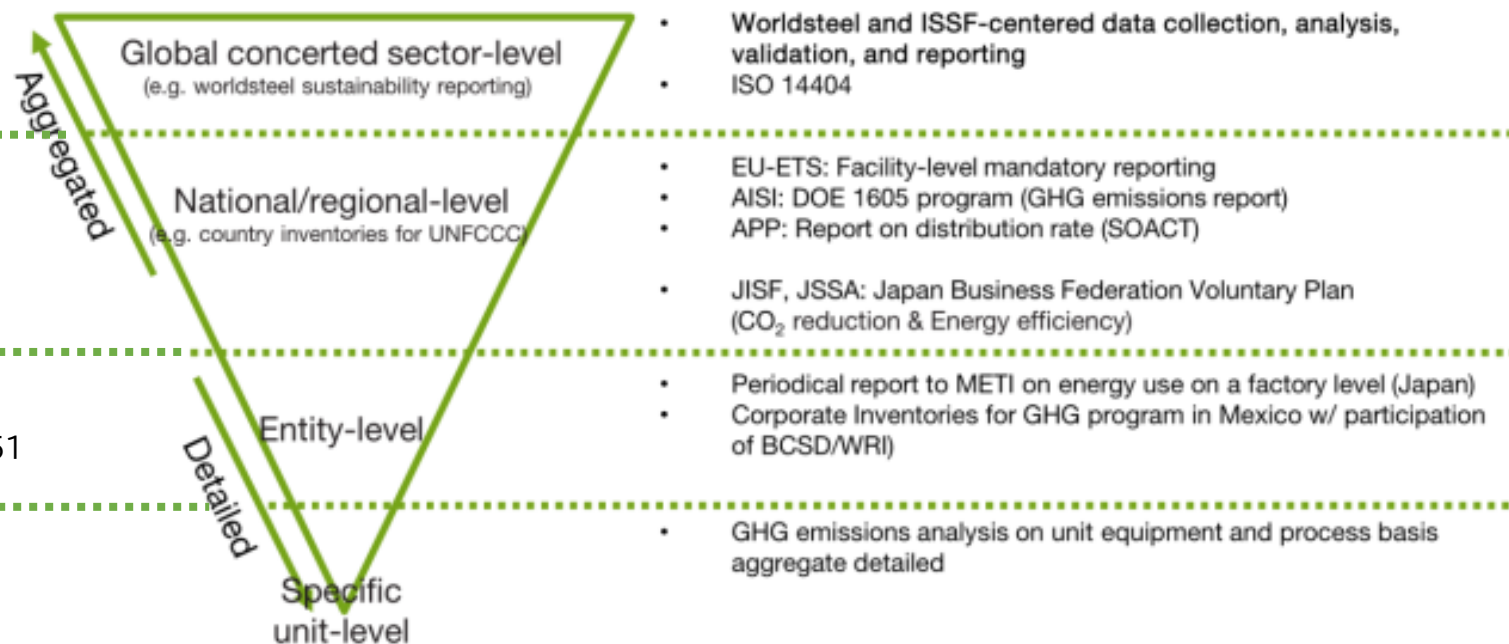 Global concerted sector-level
(e.g. worldsteel sustainability reporting)
• Worldsteel and ISSF-centered data collection, analysis,
validation, and reporting
• ISO 14404
Aggregated
National/regional-level
(e.g. country inventories for UNFCCC)
• EU-ETS: Facility-level mandatory reporting
• AISI: DOE 1605 program (GHG emissions report)
• APP: Report on distribution rate (SOACT)
• JISF, JSSA: Japan Business Federation Voluntary Plan
(CO₂ reduction & Energy efficiency)
Entity-level
• Periodical report to METI on energy use on a factory level (Japan)
• Corporate Inventories for GHG program in Mexico w/ participation
of BCSD/WRI)
Detailed
Specific
unit-level
• GHG emissions analysis on unit equipment and process basis
aggregate detailed